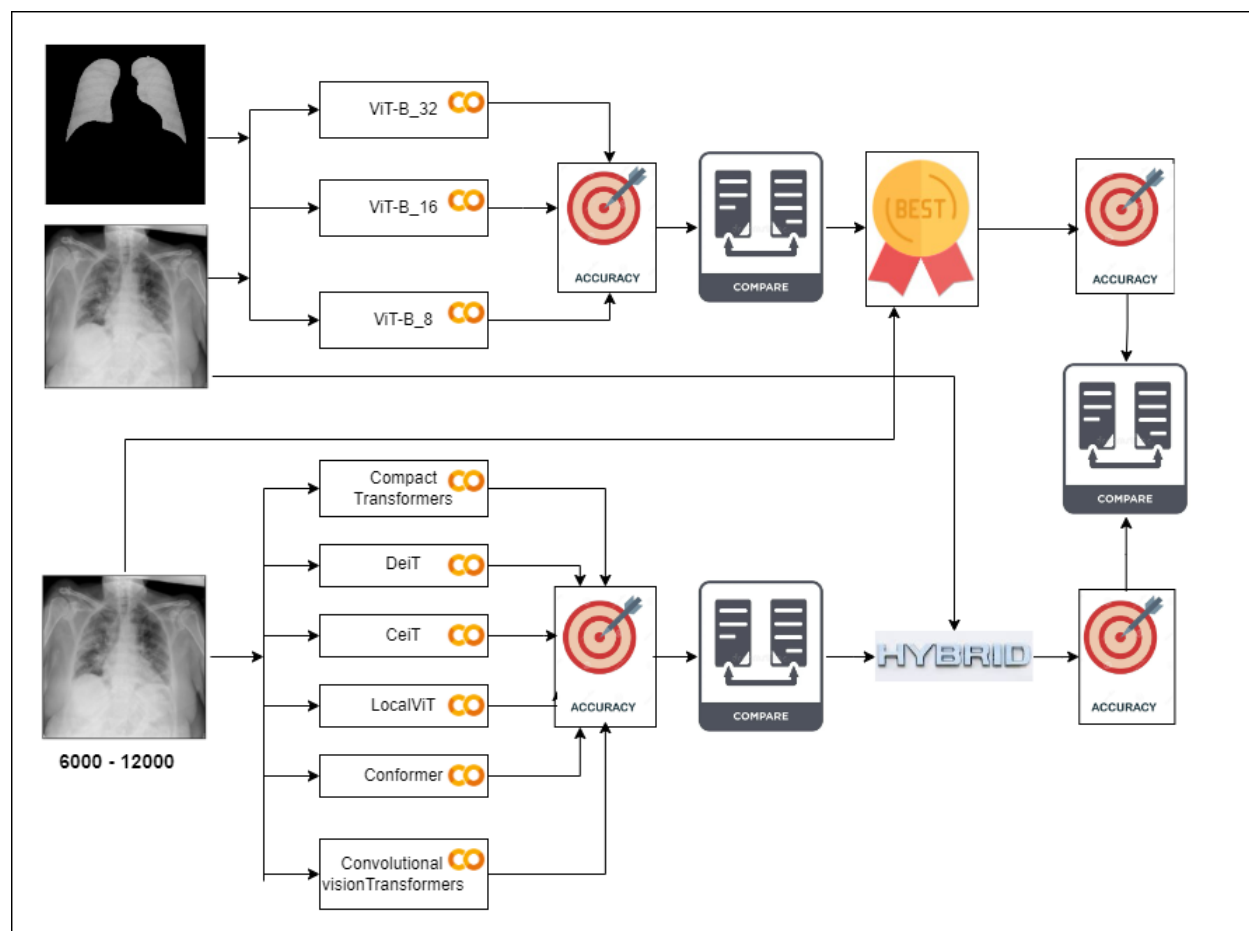 ViT-B_32
ViT-B_16
ViT-B_8
ACCURACY
COMPARE
BEST
ACCURACY
COMPARE
Compact
Transformers
DeiT
CeiT
LocalViT
Conformer
Convolutional
visionTransformers
6000 - 12000
ACCURACY
COMPARE
HYBRID
ACCURACY